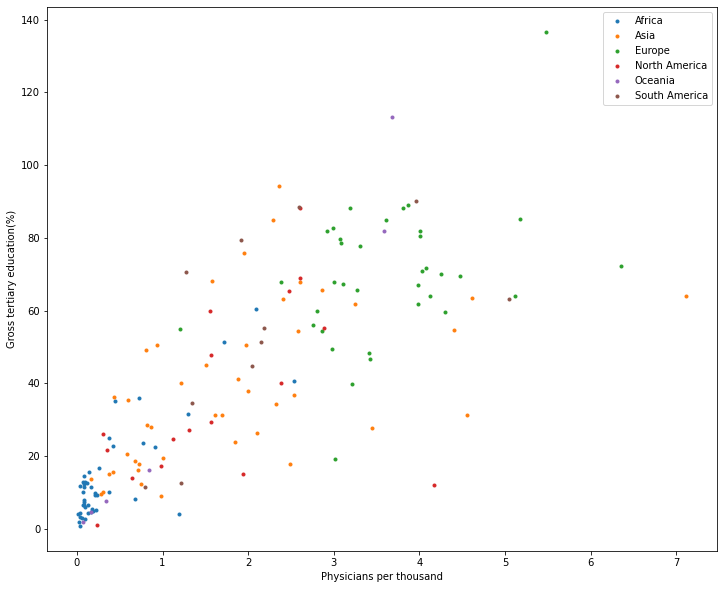 Africa
Asia
Europe
North America
Oceania
South America
Gross tertiary education(%)
140
120
100
80
60
40
20
0
0 1 2 3 4 5 6 7
Physicians per thousand